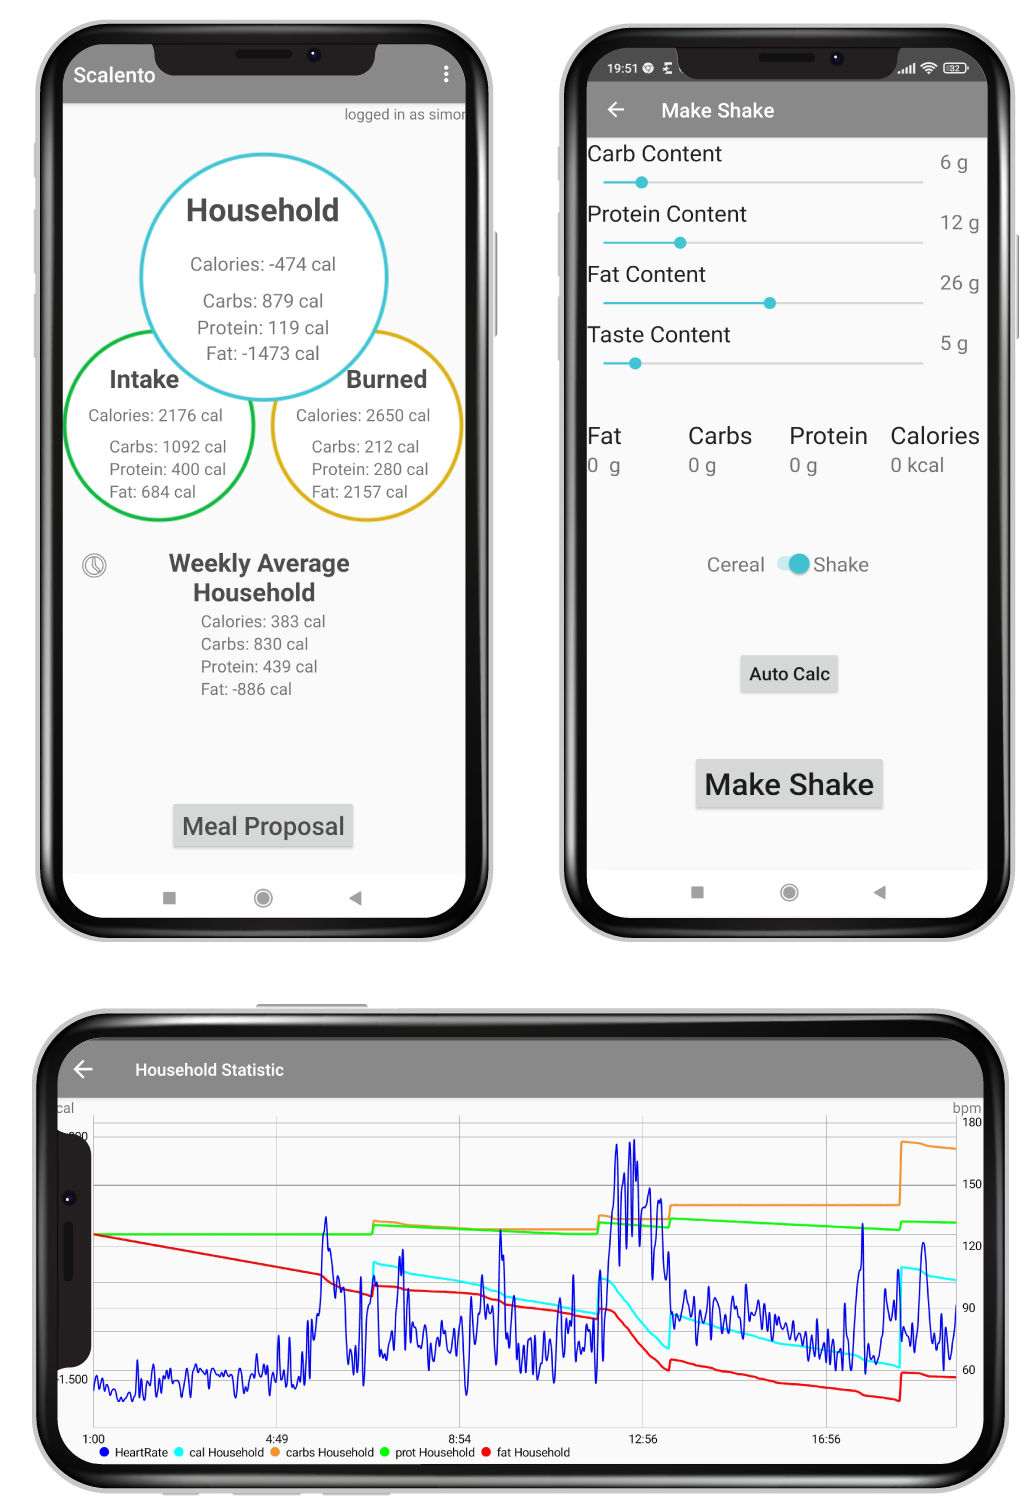 Scalento
logged in as simon
Household
Calories: -474 cal
Carbs: 879 cal
Protein: 119 cal
Fat: -1473 cal
Intake
Calories: 2176 cal
Carbs: 1092 cal
Protein: 400 cal
Fat: 684 cal
Burned
Calories: 2650 cal
Carbs: 212 cal
Protein: 280 cal
Fat: 2157 cal
Weekly Average
Household
Calories: 383 cal
Carbs: 830 cal
Protein: 439 cal
Fat: -886 cal
Meal Proposal
19:51
32
Make Shake
Carb Content 6 g
Protein Content 12 g
Fat Content 26 g
Taste Content 5 g
Fat Carbs Protein Calories
0 g 0 g 0 g 0 kcal
Cereal Shake
Auto Calc
Make Shake
Household Statistic
cal bpm
180
150
120
90
60
-1.500
1:00 4:49 8:54 12:56 16:56
HeartRate cal Household carbs Household prot Household fat Household